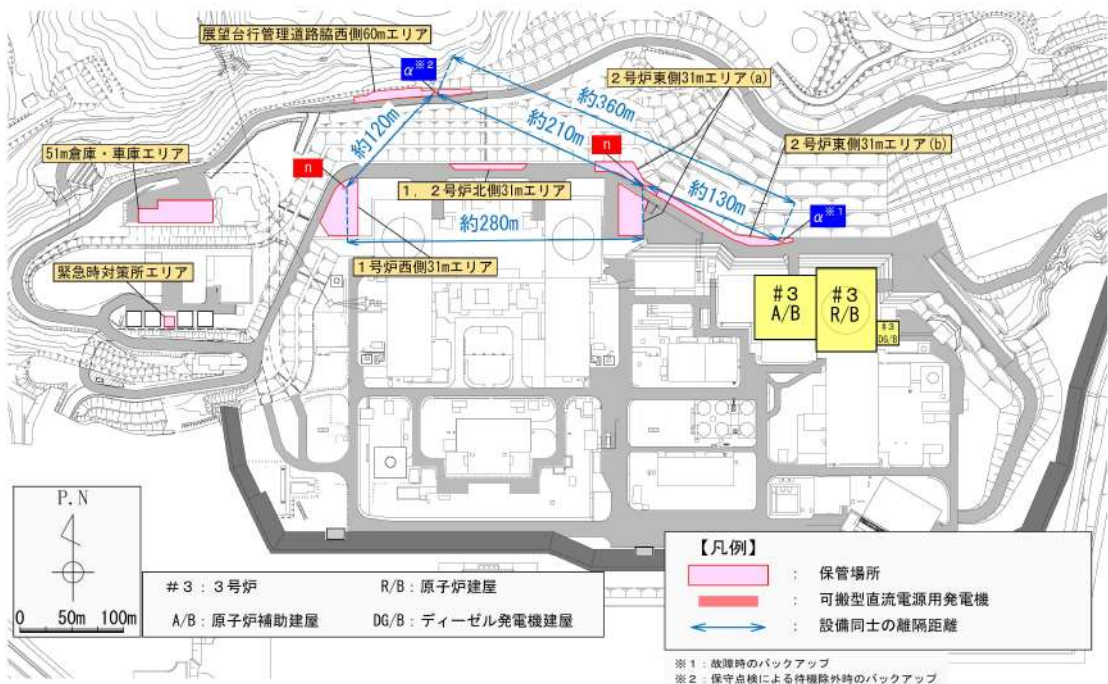 展望台行管理道路脇西側60mエリア
α※2
2号炉東側31mエリア(a)
約360m
約120m
約210m
2号炉東側31mエリア(b)
51m倉庫・車庫エリア
n
n
1,2号炉北側31mエリア
約130m
α※1
約280m
1号炉西側31mエリア
緊急時対策所エリア
#3
A/B
#3
R/B
#3
DG/B
P.N
0 50m 100m
#3:3号炉 R/B:原子炉建屋
A/B:原子炉補助建屋 DG/B:ディーゼル発電機建屋
【凡例】
: 保管場所
: 可搬型直流電源用発電機
: 設備同士の離隔距離
※1:故障時のバックアップ
※2:保守点検による待機除外時のバックアップ